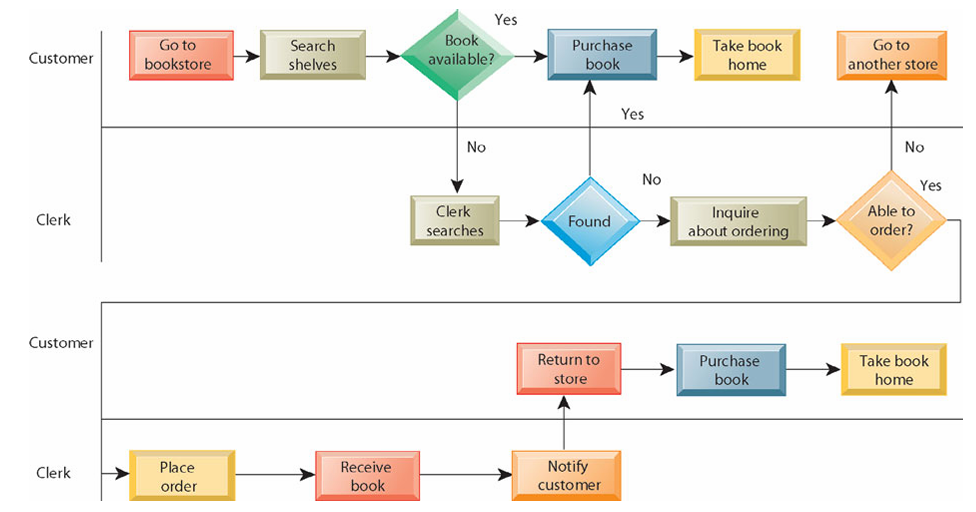 Customer
Go to
bookstore
Search
shelves
Book
available?
Yes
Purchase
book
Take book
home
Go to
another store
Yes
No
No
Clerk
Clerk
searches
Found
No
Inquire
about ordering
Able to
order?
Yes
Customer
Return to
store
Purchase
book
Take book
home
Clerk
Place
order
Receive
book
Notify
customer